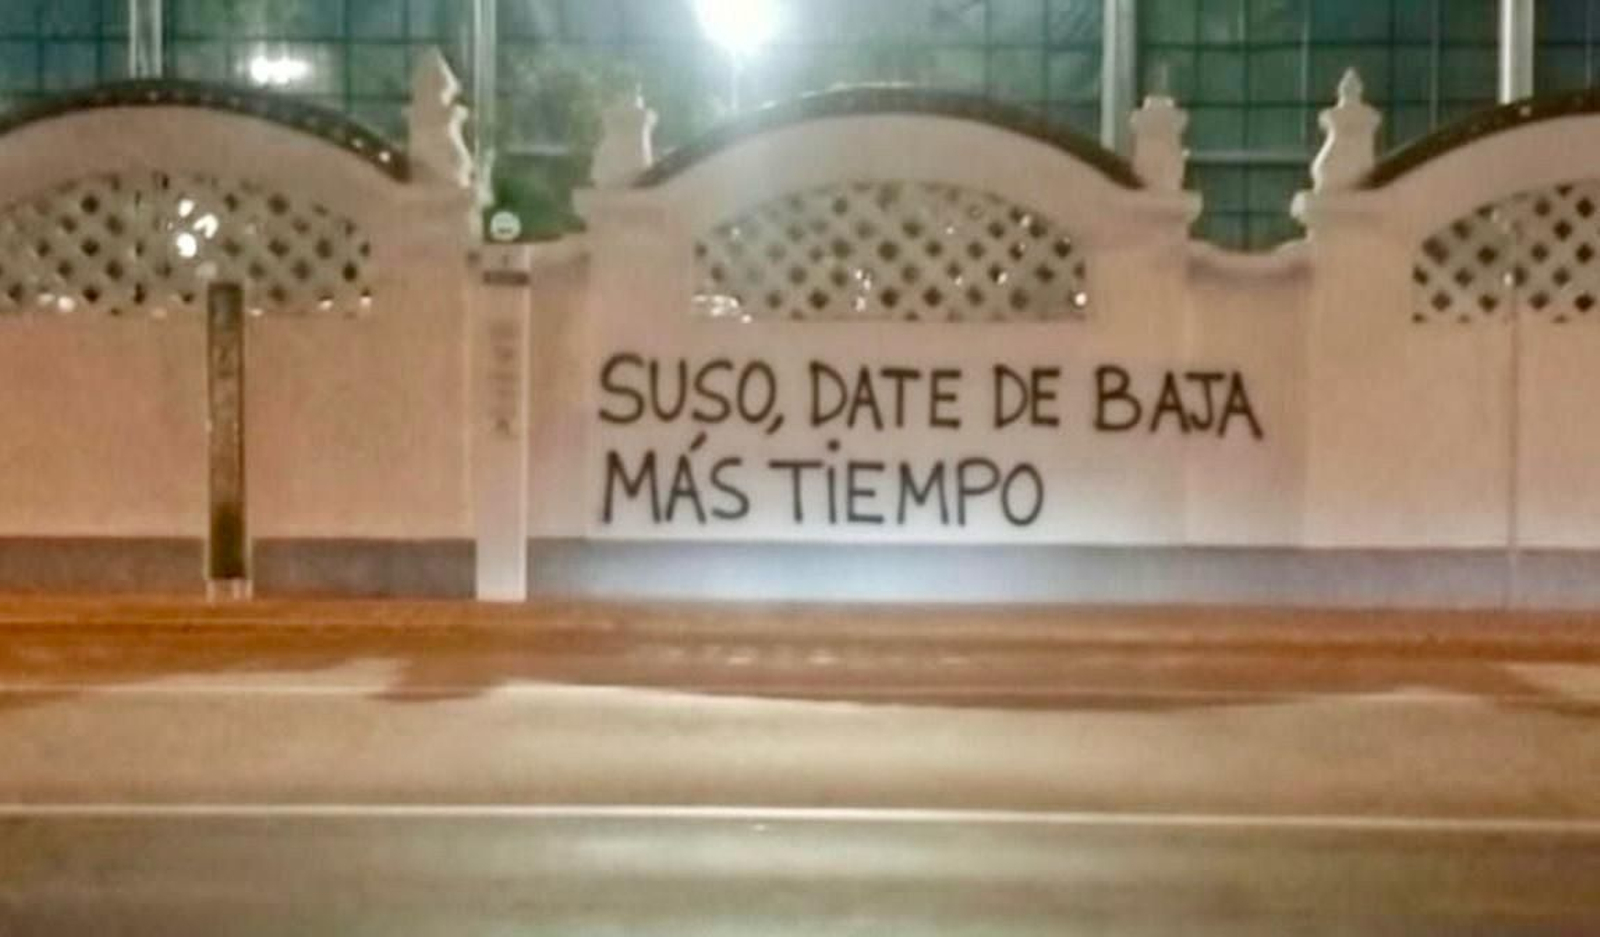 SUSO, DATE DE BAJA
MÁS TiEMPO